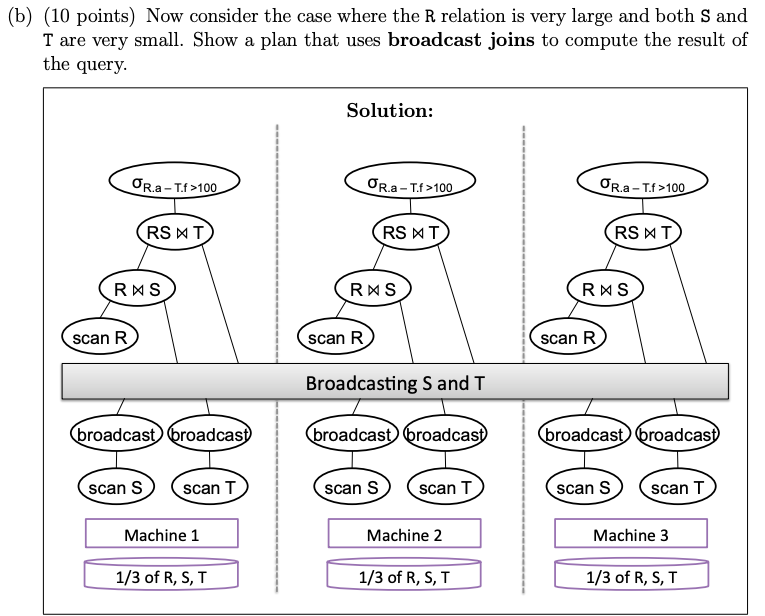 (b) (10 points) Now consider the case where the R relation is very large and both S and
T are very small. Show a plan that uses broadcast joins to compute the result of
the query.
Solution:
σR.a – T.f >100 σR.a – T.f >100 σR.a – T.f >100
RS ⋈ T RS ⋈ T RS ⋈ T
R ⋈ S R ⋈ S R ⋈ S
scan R scan R scan R
Broadcasting S and T
broadcast broadcast broadcast broadcast broadcast broadcast
scan S scan T scan S scan T scan S scan T
Machine 1 Machine 2 Machine 3
1/3 of R, S, T 1/3 of R, S, T 1/3 of R, S, T